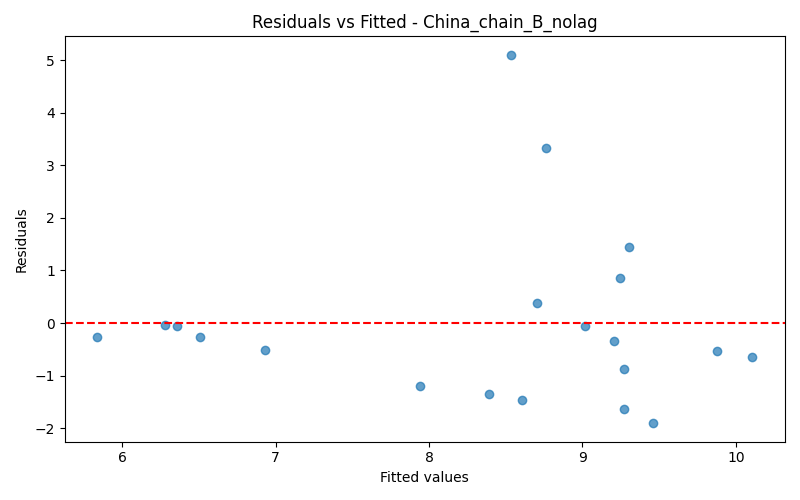 Residuals vs Fitted - China_chain_B_nolag
5
4
3
2
1
0
−1
−2
Residuals
6 7 8 9 10
Fitted values